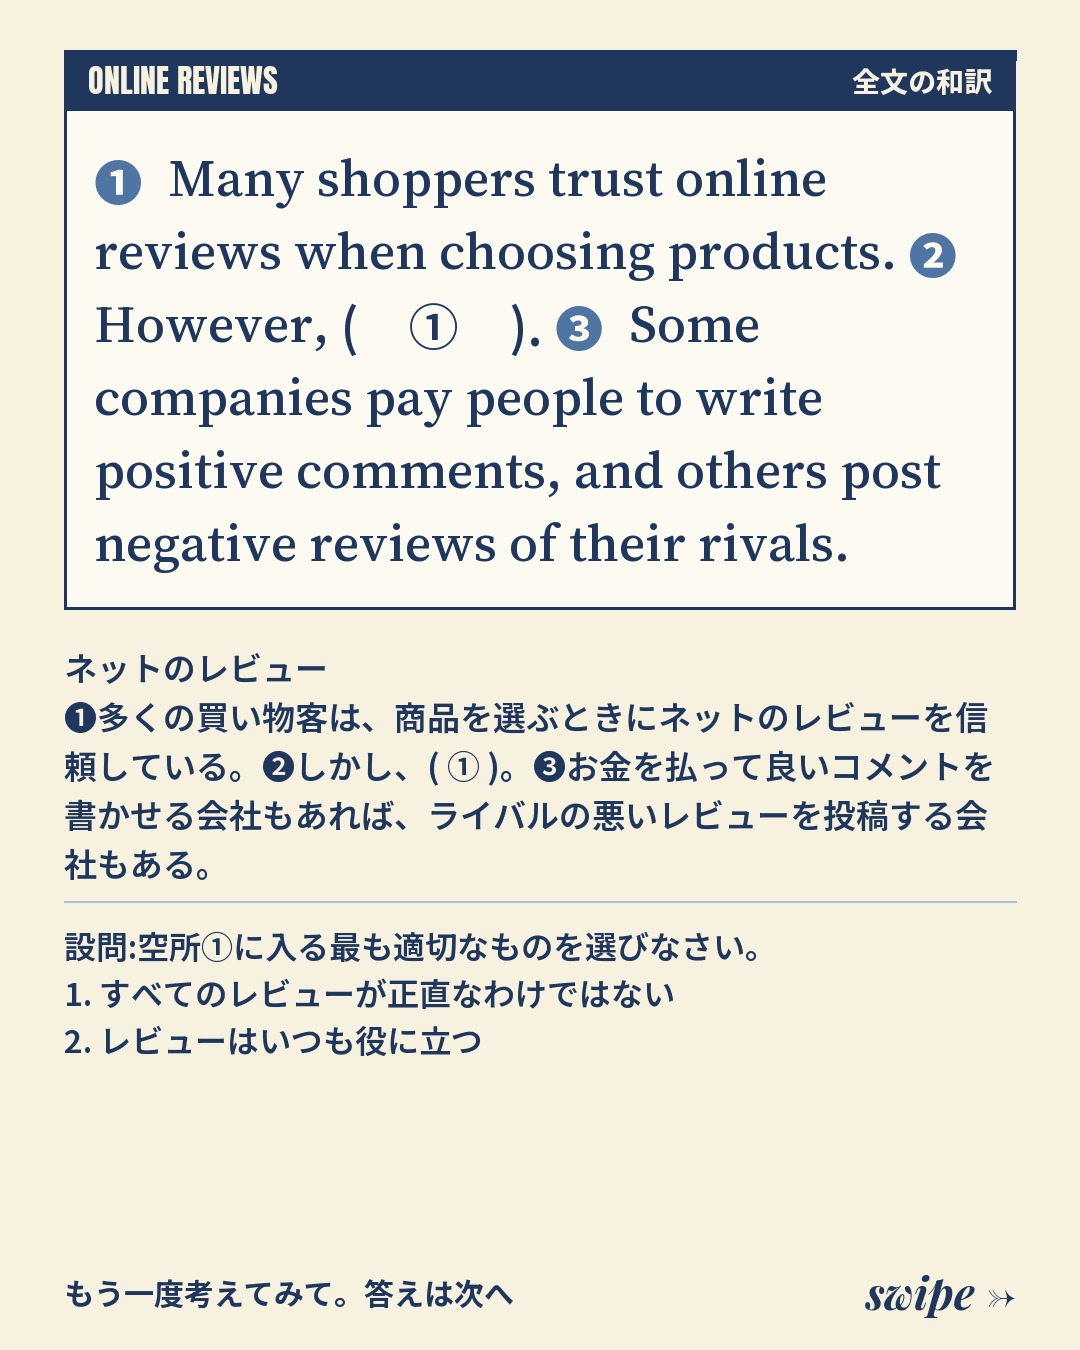 ONLINE REVIEWS
全文の和訳
❶ Many shoppers trust online
reviews when choosing products. ❷
However, ( ① ). ❸ Some
companies pay people to write
positive comments, and others post
negative reviews of their rivals.
ネットのレビュー
❶多くの買い物客は、商品を選ぶときにネットのレビューを信
頼している。❷しかし、( ① )。❸お金を払って良いコメントを
書かせる会社もあれば、ライバルの悪いレビューを投稿する会
社もある。
設問:空所①に入る最も適切なものを選びなさい。
1. すべてのレビューが正直なわけではない
2. レビューはいつも役に立つ
もう一度考えてみて。答えは次へ
swipe